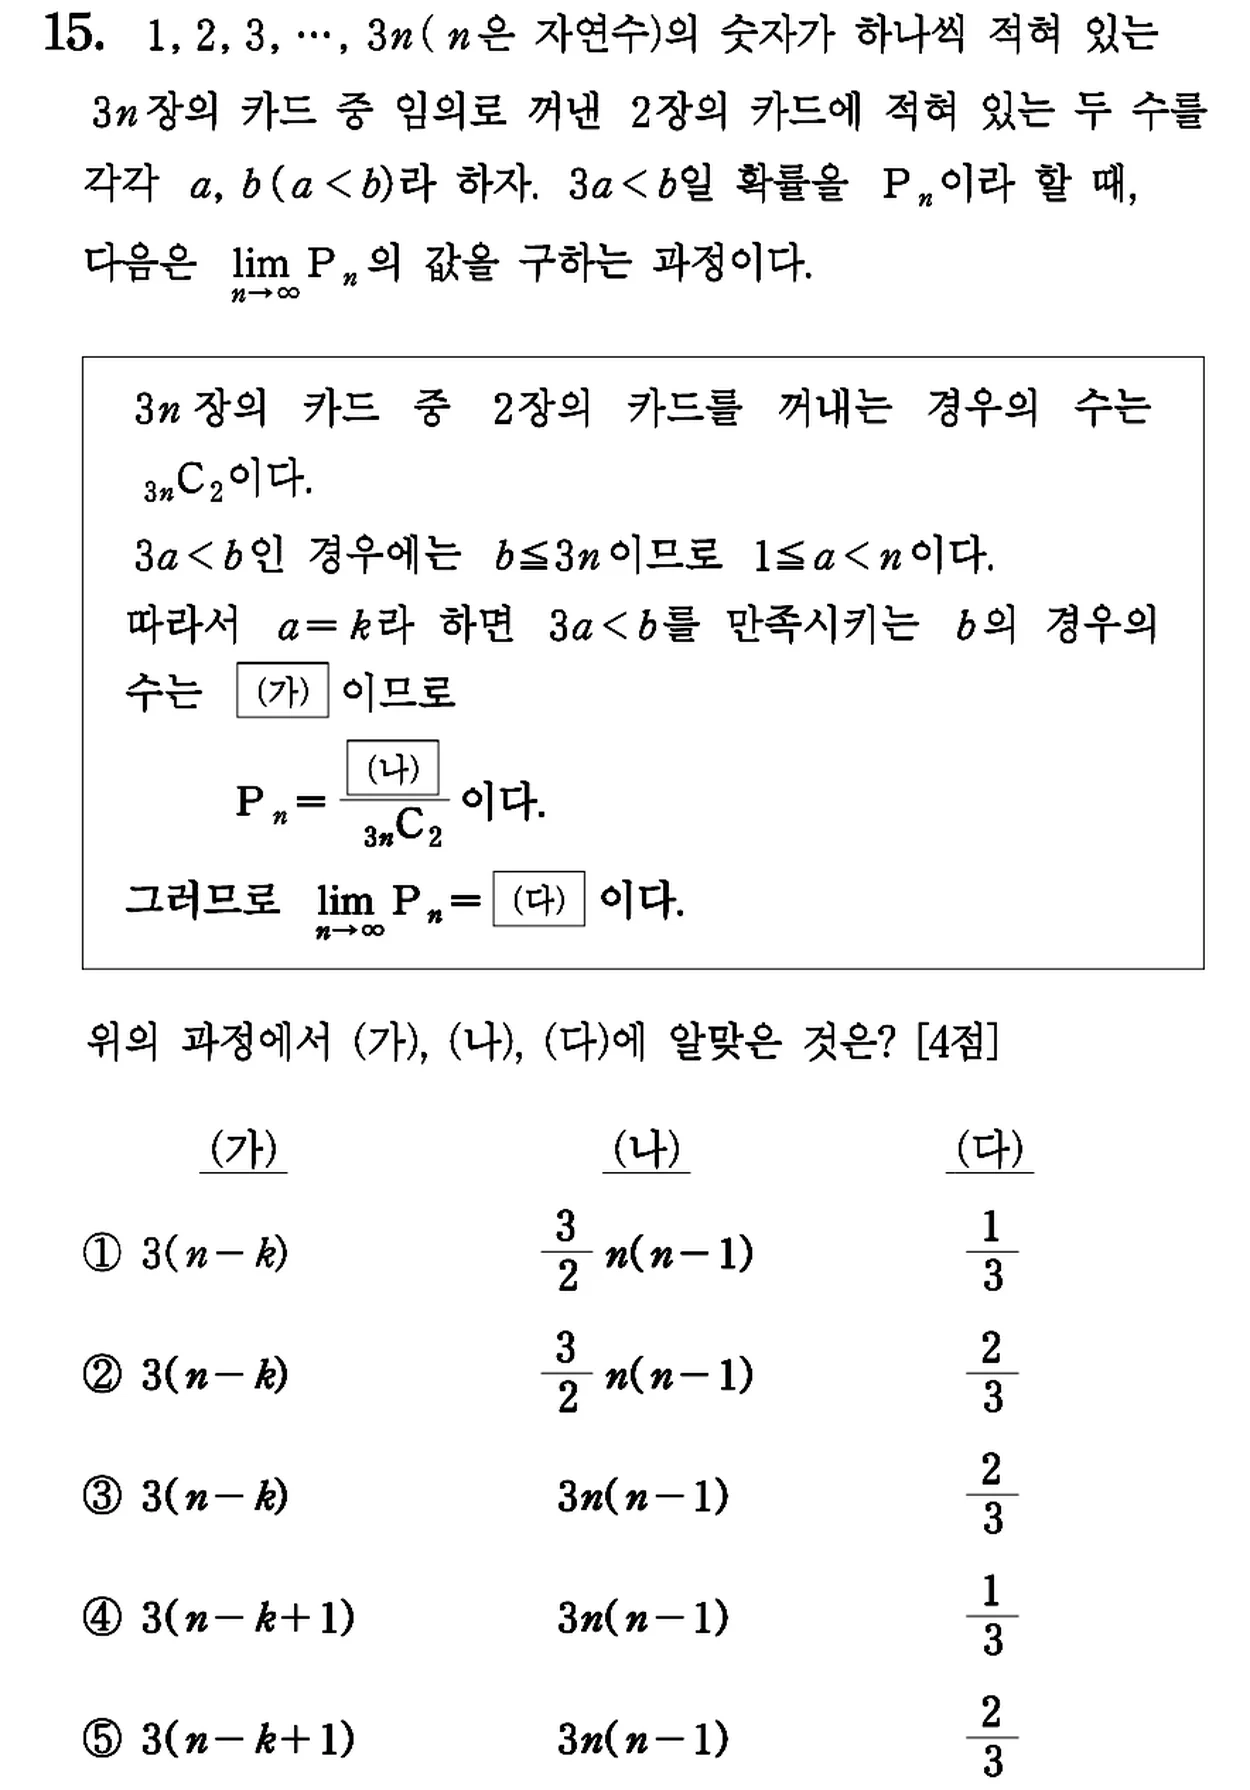 15. 1, 2, 3, ⋯, 3n( n은 자연수)의 숫자가 하나씩 적혀 있는
3n장의 카드 중 임의로 꺼낸 2장의 카드에 적혀 있는 두 수를
각각 a, b(a<b)라 하자. 3a<b일 확률을 Pₙ이라 할 때,
다음은 lim Pₙ의 값을 구하는 과정이다.
n→∞
3n장의 카드 중 2장의 카드를 꺼내는 경우의 수는
₃ₙC₂이다.
3a<b인 경우에는 b≦3n이므로 1≦a<n이다.
따라서 a=k라 하면 3a<b를 만족시키는 b의 경우의
수는 (가) 이므로
(나)
Pₙ= ─ 이다.
₃ₙC₂
그러므로 lim Pₙ= (다) 이다.
n→∞
위의 과정에서 (가), (나), (다)에 알맞은 것은? [4점]
(가) (나) (다)
① 3(n-k) 3/2 n(n-1) 1/3
② 3(n-k) 3/2 n(n-1) 2/3
③ 3(n-k) 3n(n-1) 2/3
④ 3(n-k+1) 3n(n-1) 1/3
⑤ 3(n-k+1) 3n(n-1) 2/3